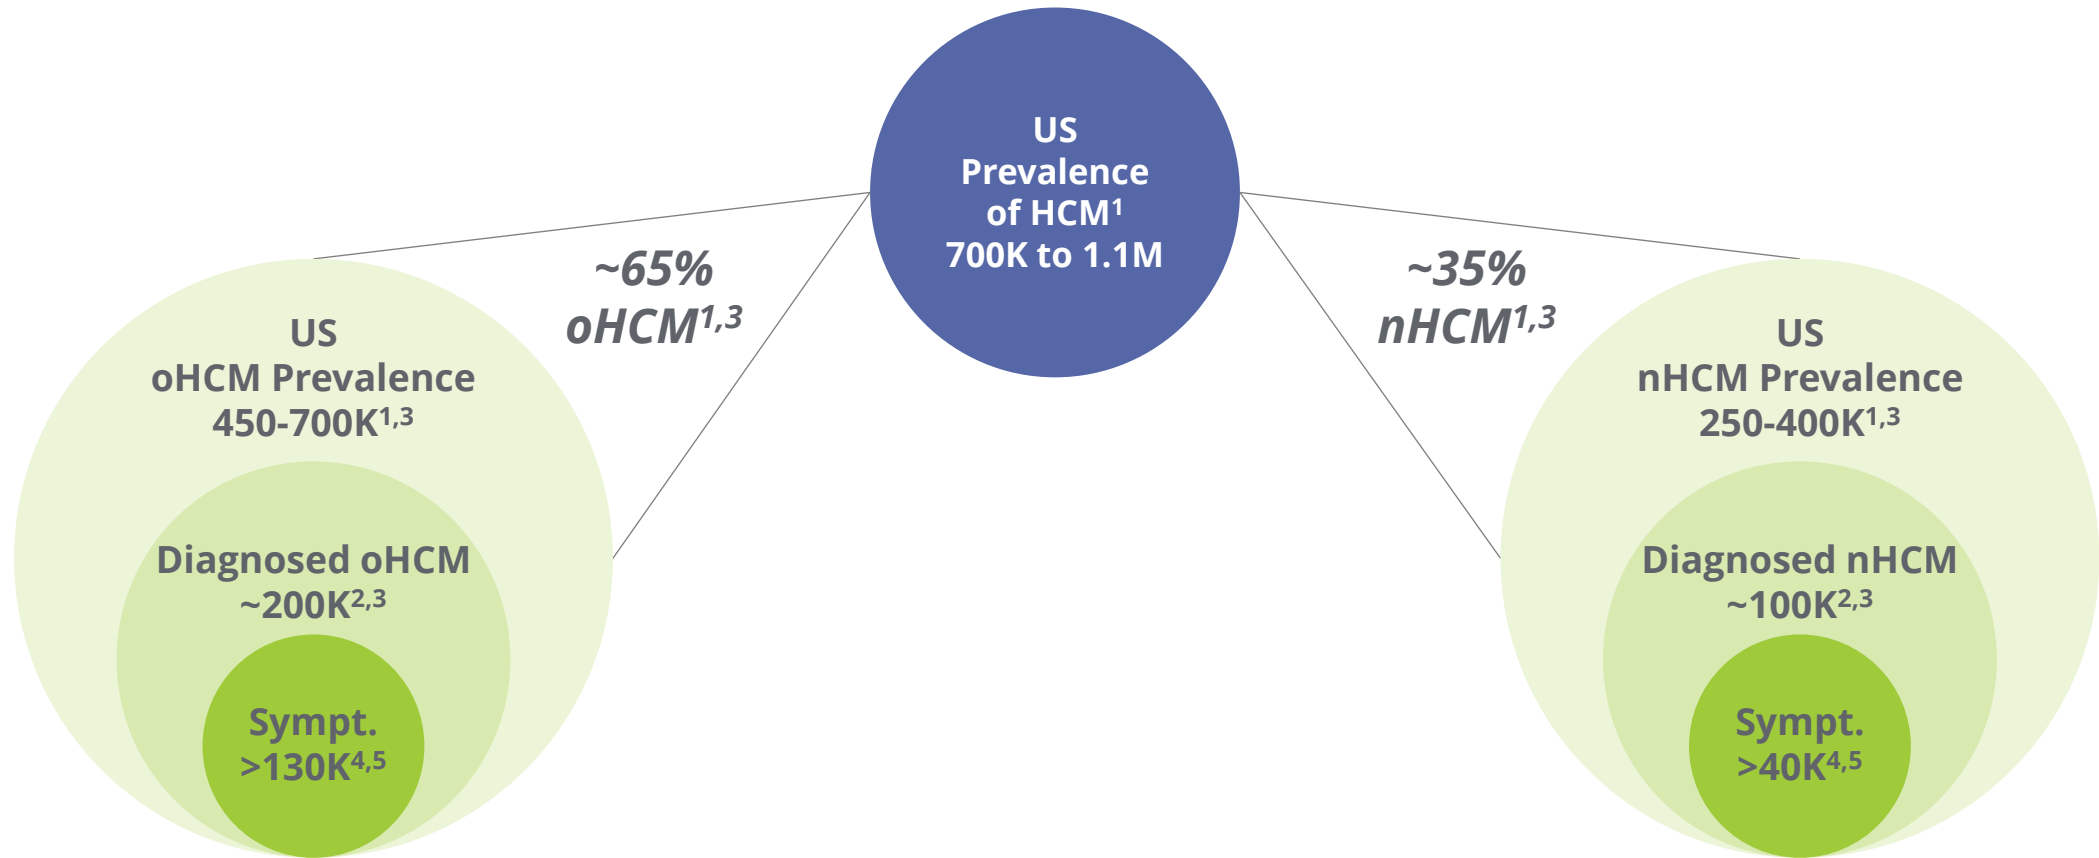 US
Prevalence
of HCM¹
700K to 1.1M
~65%
oHCM¹,³
~35%
nHCM¹,³
US
oHCM Prevalence
450-700K¹,³
Diagnosed oHCM
~200K²,³
Sympt.
>130K⁴,⁵
US
nHCM Prevalence
250-400K¹,³
Diagnosed nHCM
~100K²,³
Sympt.
>40K⁴,⁵